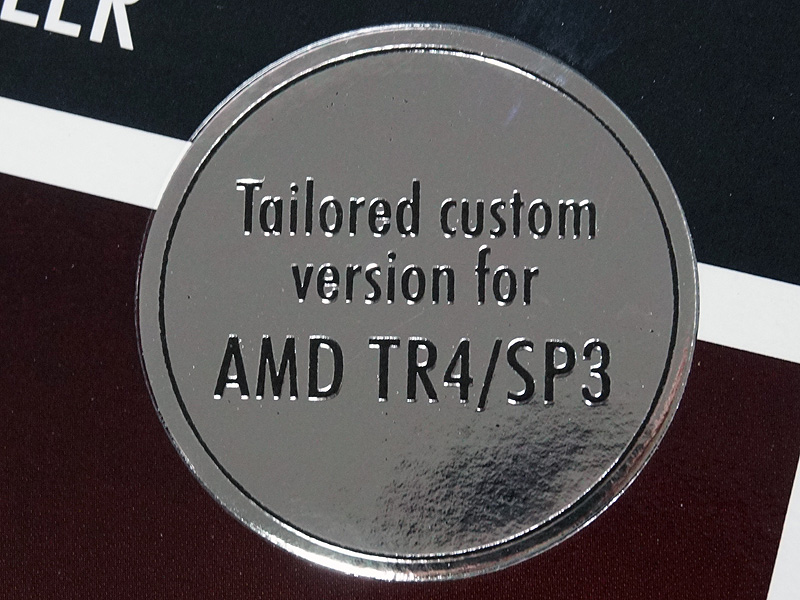 Tailored custom
version for
AMD TR4/SP3